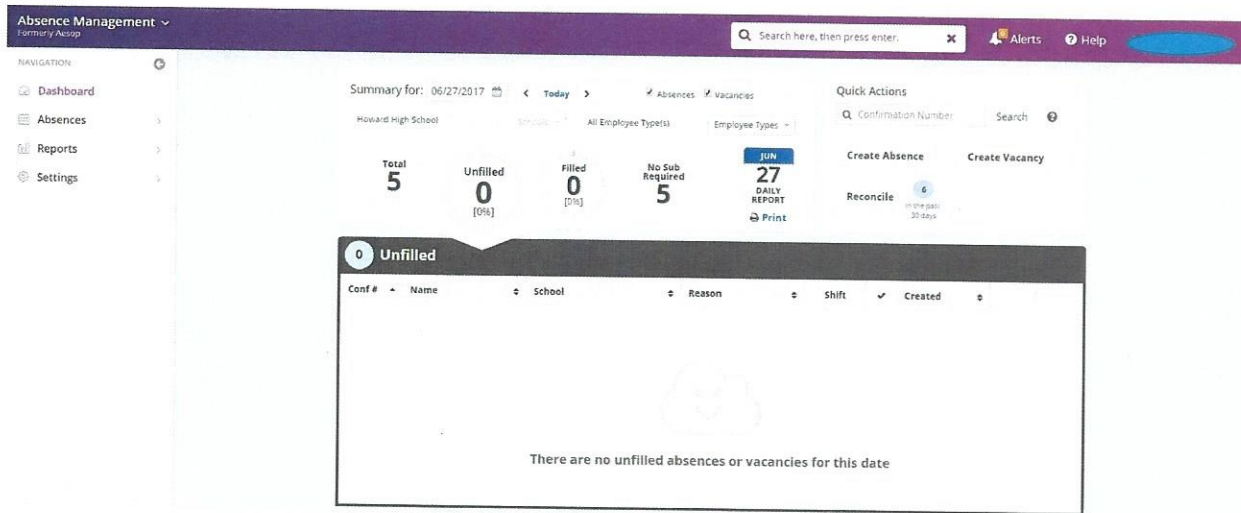 Absence Management
Formerly Aesop
Search here, then press enter.
Alerts
Help
NAVIGATION
Dashboard
Absences
Reports
Settings
Summary for: 06/27/2017
Today
Absences
Vacancies
Howard High School
Schools
All Employee Type(s)
Employee Types
Total
5
Unfilled
0
[0%]
Filled
0
[0%]
No Sub
Required
5
JUN
27
DAILY
REPORT
Print
Quick Actions
Confirmation Number
Search
Create Absence
Create Vacancy
Reconcile
6
in the past
30 days
0 Unfilled
Conf # Name School Reason Shift Created
There are no unfilled absences or vacancies for this date